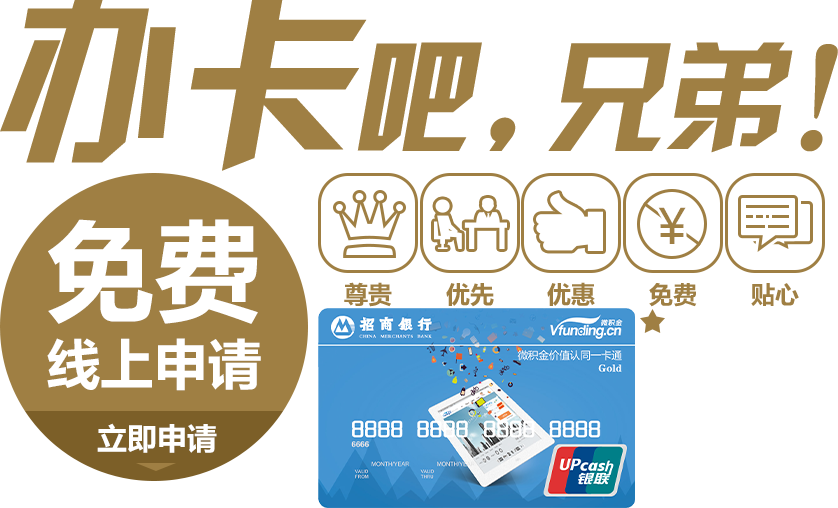 办卡吧，兄弟！
免费
线上申请
立即申请
尊贵
优先
优惠
免费
贴心
招商银行
CHINA MERCHANTS BANK
微积金
Vfunding.cn
微积金价值认同一卡通
Gold
8888 8888 8888 8888
6666
MONTH/YEAR
MONTH/YE
VALID FROM
VALID THRU
UPcash
银联